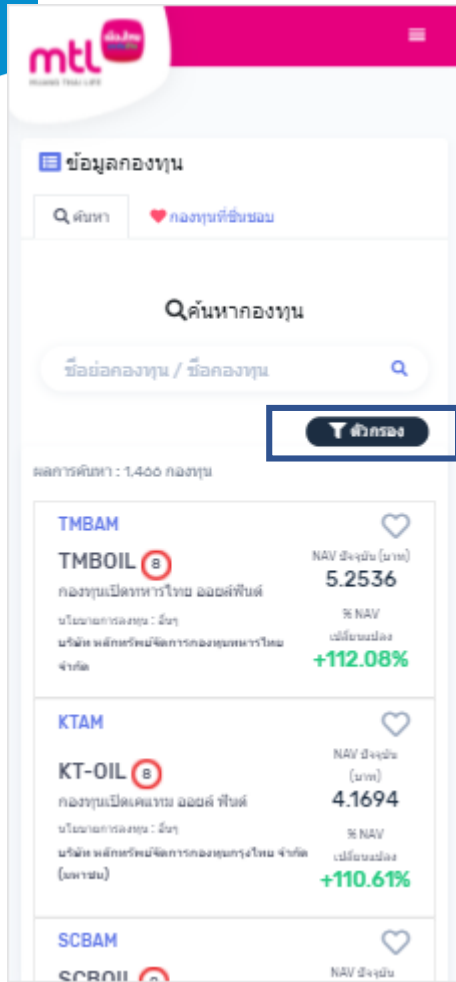 เมืองไทย
mtl
MUANG THAI LIFE
ข้อมูลกองทุน
ค้นหา
กองทุนที่ชื่นชอบ
ค้นหากองทุน
ชื่อย่อกองทุน / ชื่อกองทุน
ตัวกรอง
ผลการค้นหา : 1,466 กองทุน
TMBAM
TMBOIL 8
กองทุนเปิดทหารไทย ออยล์ฟันด์
นโยบายการลงทุน : อื่นๆ
บริษัท หลักทรัพย์จัดการกองทุนทหารไทย
จำกัด
NAV ปัจจุบัน (บาท)
5.2536
% NAV
เปลี่ยนแปลง
+112.08%
KTAM
KT-OIL 8
กองทุนเปิดเคแทม ออยล์ ฟันด์
นโยบายการลงทุน : อื่นๆ
บริษัท หลักทรัพย์จัดการกองทุนกรุงไทย จำกัด
(มหาชน)
NAV ปัจจุบัน
(บาท)
4.1694
% NAV
เปลี่ยนแปลง
+110.61%
SCBAM
SCBOIL
NAV ปัจจุบัน